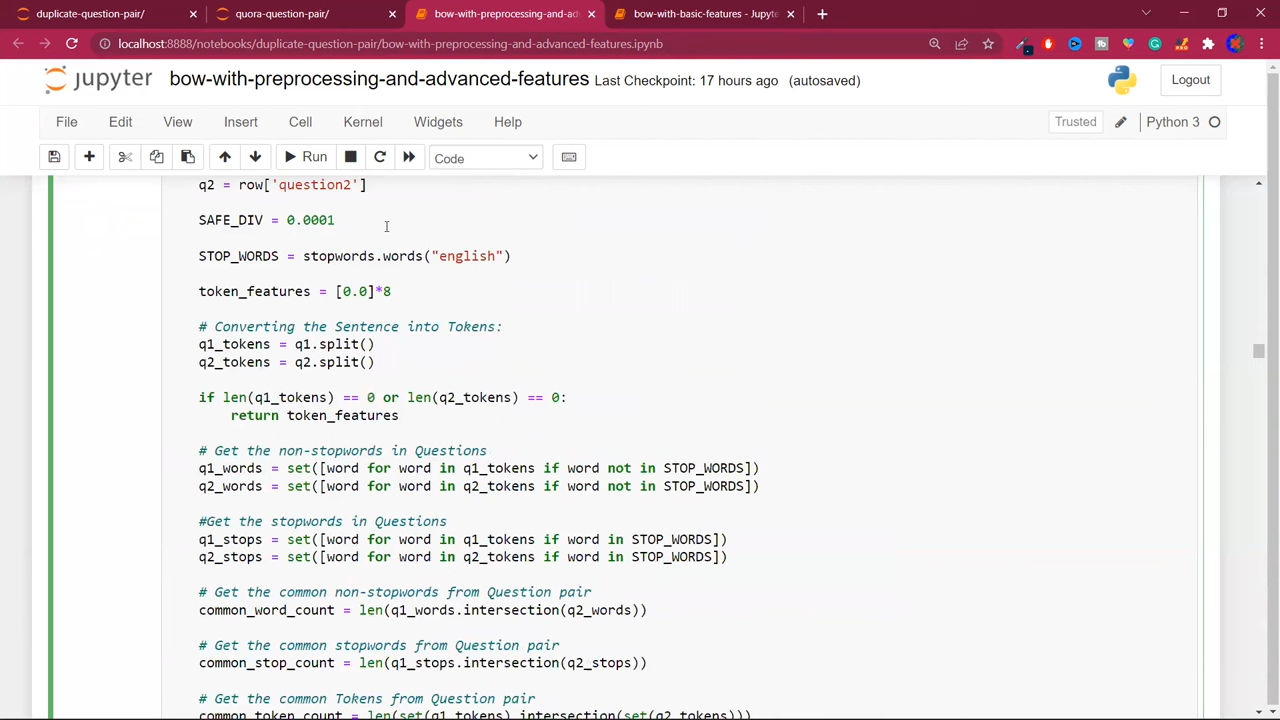 duplicate-question-pair/
quora-question-pair/
bow-with-preprocessing-and-adv
bow-with-basic-features - Jupyte
localhost:8888/notebooks/duplicate-question-pair/bow-with-preprocessing-and-advanced-features.ipynb
jupyter bow-with-preprocessing-and-advanced-features Last Checkpoint: 17 hours ago (autosaved)
Logout
File Edit View Insert Cell Kernel Widgets Help
Trusted Python 3
Run Code
q2 = row['question2']
SAFE_DIV = 0.0001
STOP_WORDS = stopwords.words("english")
token_features = [0.0]*8
# Converting the Sentence into Tokens:
q1_tokens = q1.split()
q2_tokens = q2.split()
if len(q1_tokens) == 0 or len(q2_tokens) == 0:
return token_features
# Get the non-stopwords in Questions
q1_words = set([word for word in q1_tokens if word not in STOP_WORDS])
q2_words = set([word for word in q2_tokens if word not in STOP_WORDS])
#Get the stopwords in Questions
q1_stops = set([word for word in q1_tokens if word in STOP_WORDS])
q2_stops = set([word for word in q2_tokens if word in STOP_WORDS])
# Get the common non-stopwords from Question pair
common_word_count = len(q1_words.intersection(q2_words))
# Get the common stopwords from Question pair
common_stop_count = len(q1_stops.intersection(q2_stops))
# Get the common Tokens from Question pair
common_token_count = len(set(q1_tokens).intersection(set(q2_tokens)))